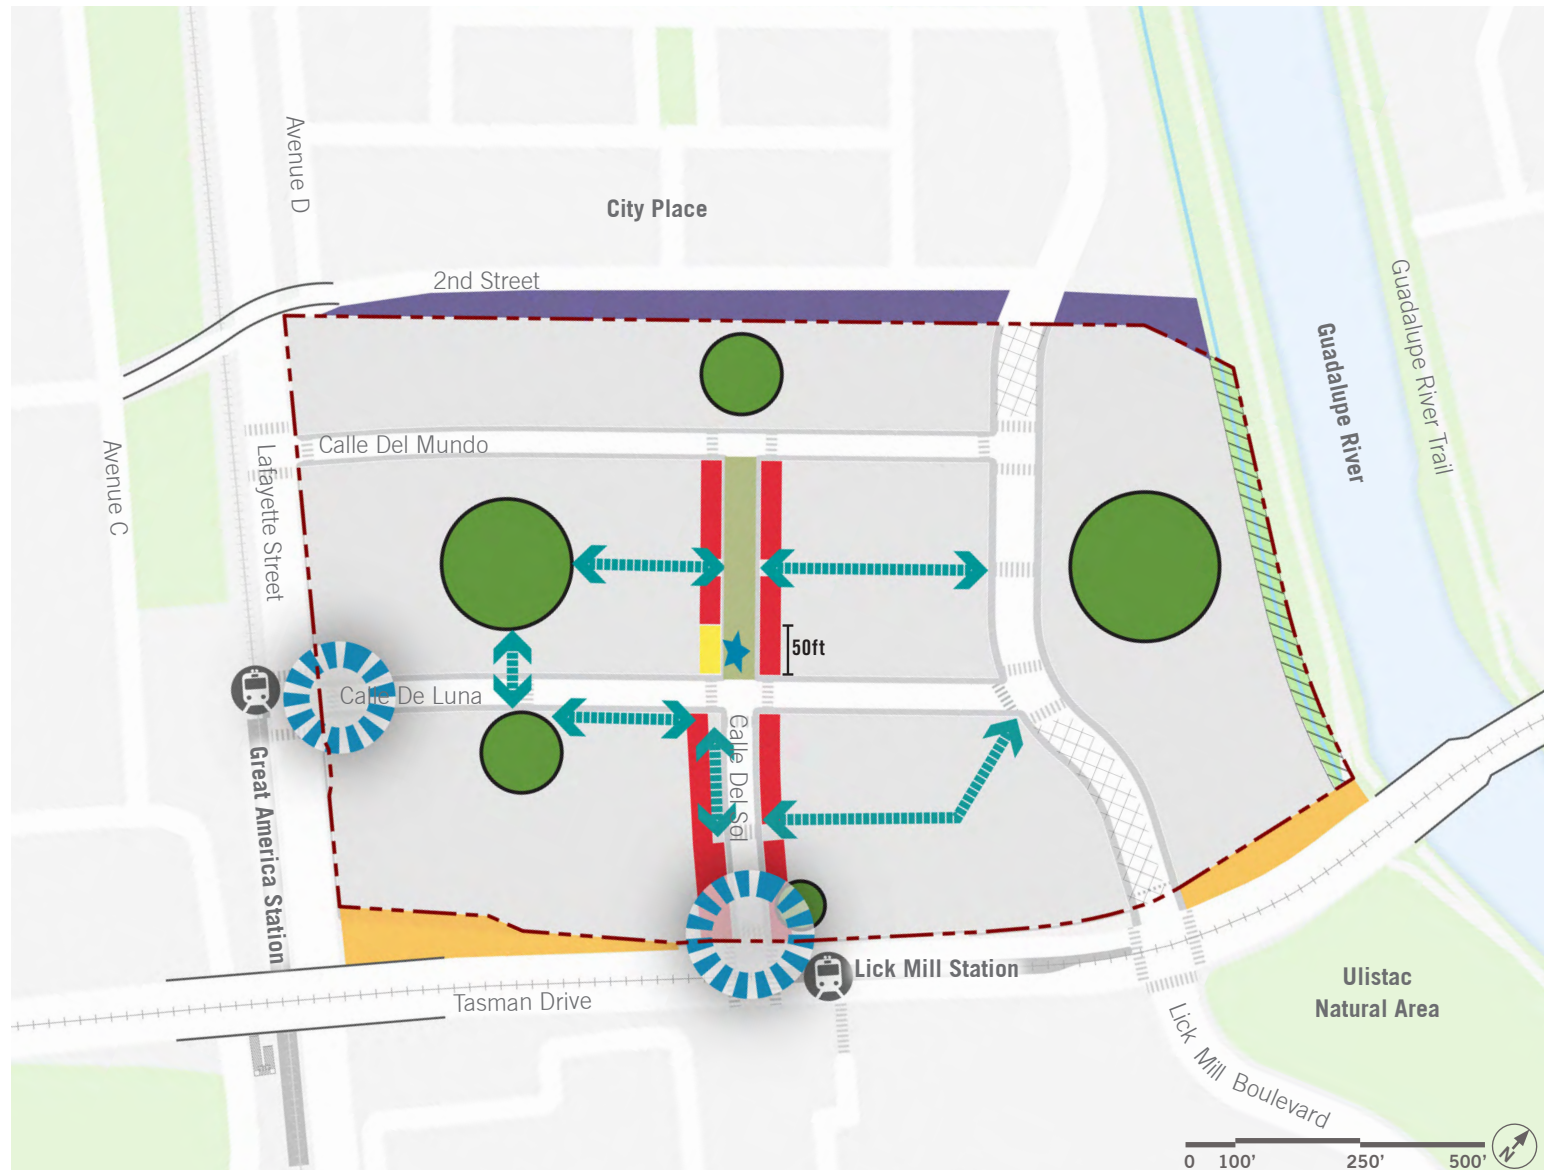 Avenue D
City Place
2nd Street
Guadalupe River Trail
Guadalupe River
Avenue C
Lafayette Street
Calle Del Mundo
50ft
Calle De Luna
Calle Del Sol
Great America Station
Lick Mill Station
Tasman Drive
Ulistac
Natural Area
Lick Mill Boulevard
0 100' 250' 500'
N